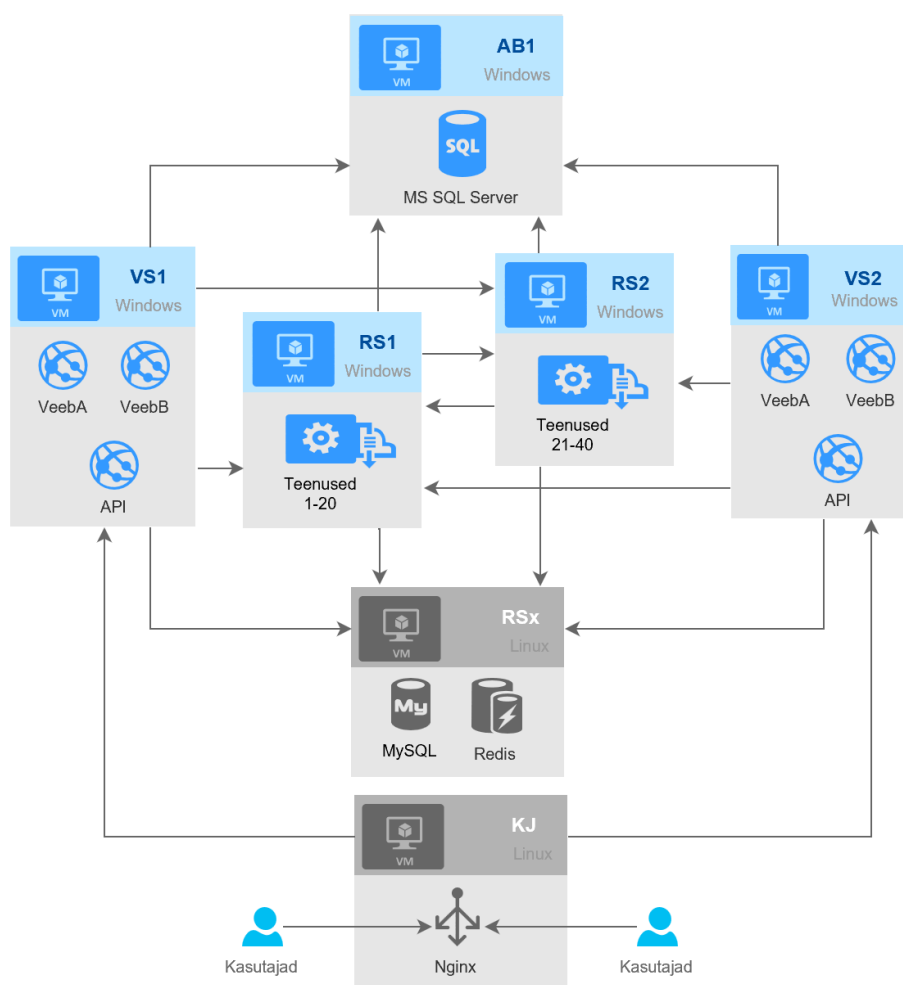 AB1
Windows
VM
SQL
MS SQL Server
VS1
Windows
VM
VeebA
VeebB
API
RS1
Windows
VM
Teenused
1-20
RS2
Windows
VM
Teenused
21-40
VS2
Windows
VM
VeebA
VeebB
API
RSx
Linux
VM
My
MySQL
Redis
KJ
Linux
VM
Nginx
Kasutajad
Kasutajad